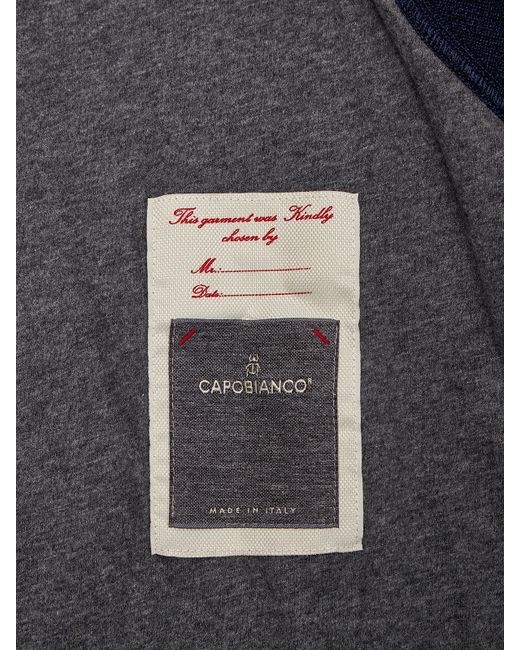 This garment was Kindly
chosen by
Mr.:
Date:
CAPOBIANCO®
MADE IN ITALY